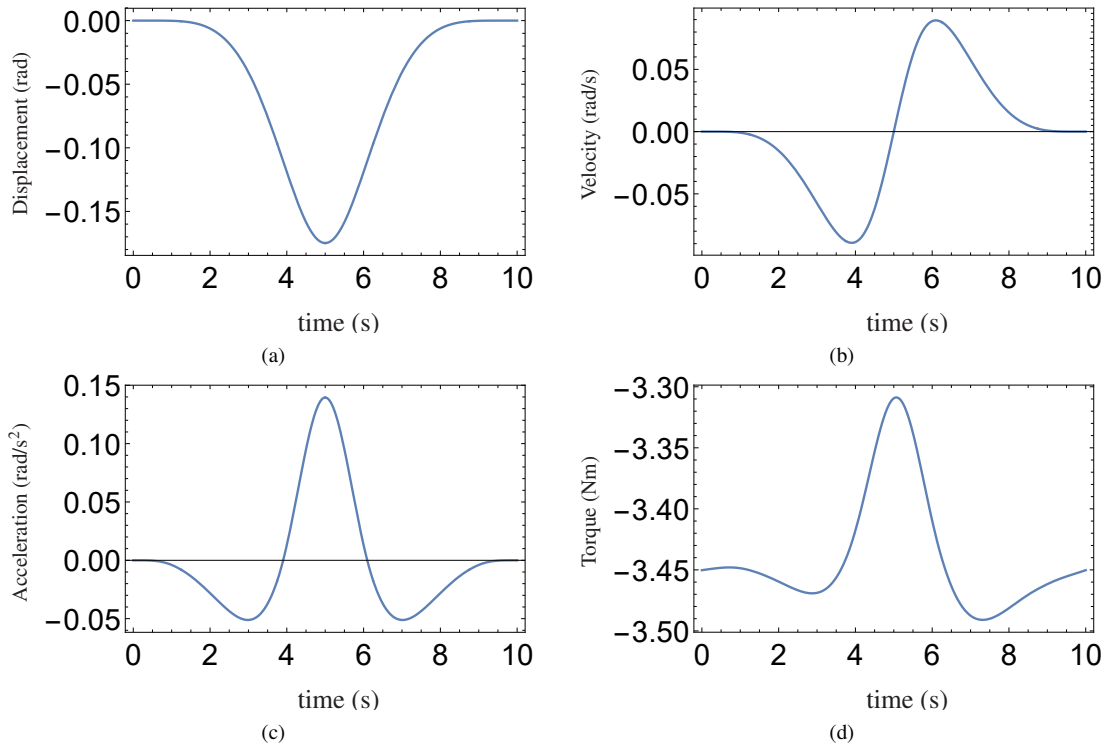 0.00
−0.05
−0.10
−0.15
Displacement (rad)
0 2 4 6 8 10
time (s)
(a)
0.05
0.00
−0.05
Velocity (rad/s)
0 2 4 6 8 10
time (s)
(b)
0.15
0.10
0.05
0.00
−0.05
Acceleration (rad/s²)
0 2 4 6 8 10
time (s)
(c)
−3.30
−3.35
−3.40
−3.45
−3.50
Torque (Nm)
0 2 4 6 8 10
time (s)
(d)